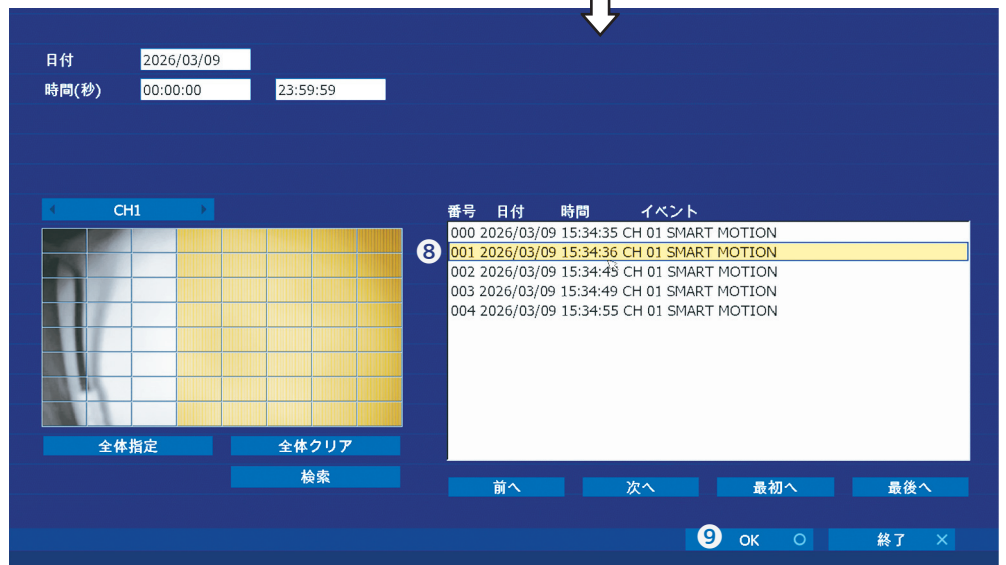 日付 2026/03/09
時間(秒) 00:00:00 23:59:59
CH1
番号 日付 時間 イベント
000 2026/03/09 15:34:35 CH 01 SMART MOTION
8 001 2026/03/09 15:34:36 CH 01 SMART MOTION
002 2026/03/09 15:34:45 CH 01 SMART MOTION
003 2026/03/09 15:34:49 CH 01 SMART MOTION
004 2026/03/09 15:34:55 CH 01 SMART MOTION
全体指定 全体クリア
検索
前へ 次へ 最初へ 最後へ
9 OK 終了